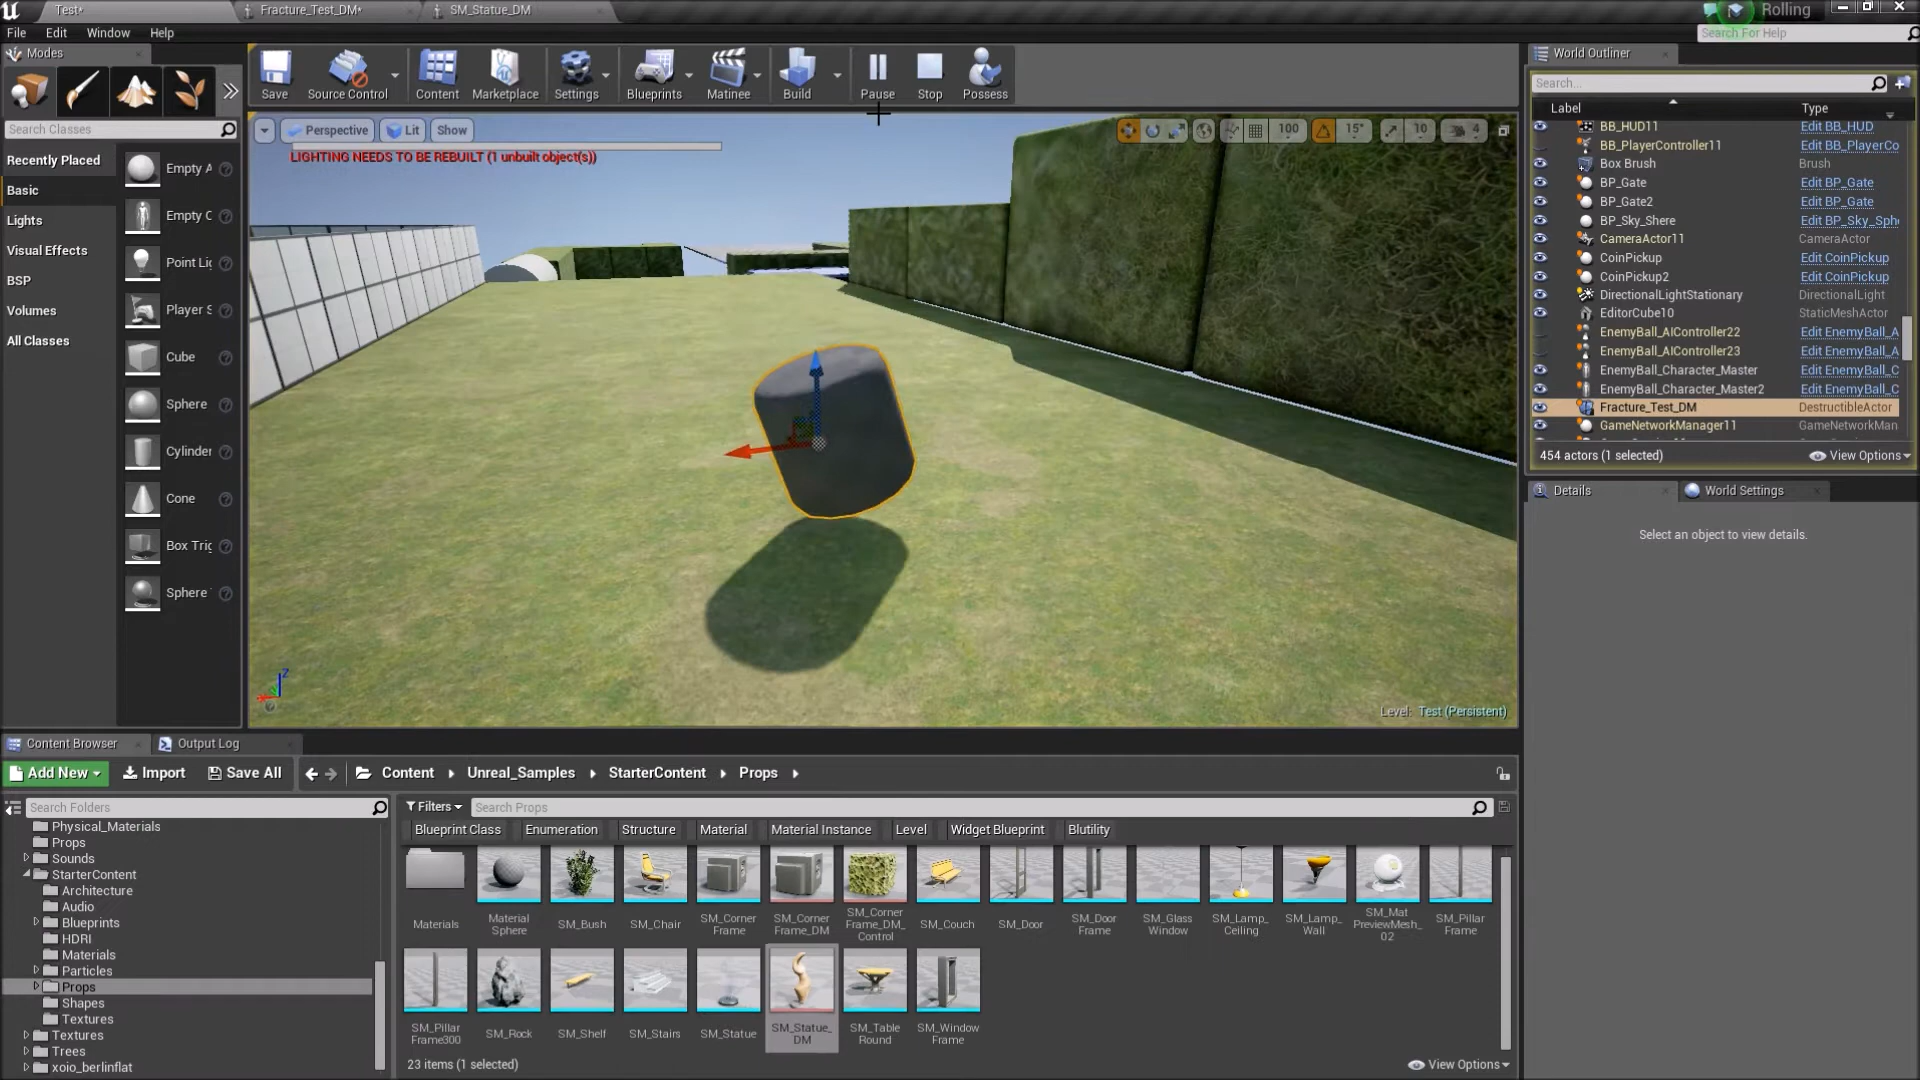 Test*
Fracture_Test_DM*
SM_Statue_DM
Rolling
File Edit Window Help
Search For Help
Modes
Save
Source Control
Content
Marketplace
Settings
Blueprints
Matinee
Build
Pause
Stop
Possess
Search Classes
Recently Placed
Basic
Lights
Visual Effects
BSP
Volumes
All Classes
Empty A
Empty C
Point Lig
Player S
Cube
Sphere
Cylinder
Cone
Box Trig
Sphere
Perspective
Lit
Show
100
15°
10
4
LIGHTING NEEDS TO BE REBUILT (1 unbuilt object(s))
Level: Test (Persistent)
World Outliner
Search...
Label Type
BB_HUD11 Edit BB_HUD
BB_PlayerController11 Edit BB_PlayerCo
Box Brush Brush
BP_Gate Edit BP_Gate
BP_Gate2 Edit BP_Gate
BP_Sky_Shere Edit BP_Sky_Sphe
CameraActor11 CameraActor
CoinPickup Edit CoinPickup
CoinPickup2 Edit CoinPickup
DirectionalLightStationary DirectionalLight
EditorCube10 StaticMeshActor
EnemyBall_AIController22 Edit EnemyBall_A
EnemyBall_AIController23 Edit EnemyBall_A
EnemyBall_Character_Master Edit EnemyBall_C
EnemyBall_Character_Master2 Edit EnemyBall_C
Fracture_Test_DM DestructibleActor
GameNetworkManager11 GameNetworkMan
454 actors (1 selected)
View Options
Details
World Settings
Select an object to view details.
Content Browser
Output Log
Add New
Import
Save All
Content
Unreal_Samples
StarterContent
Props
Search Folders
Physical_Materials
Props
Sounds
StarterContent
Architecture
Audio
Blueprints
HDRI
Materials
Particles
Props
Shapes
Textures
Textures
Trees
xoio_berlinflat
Filters
Search Props
Blueprint Class
Enumeration
Structure
Material
Material Instance
Level
Widget Blueprint
Blutility
Materials
Material Sphere
SM_Bush
SM_Chair
SM_Corner Frame
SM_Corner Frame_DM
SM_Corner Frame_DM_ Control
SM_Couch
SM_Door
SM_Door Frame
SM_Glass Window
SM_Lamp_ Ceiling
SM_Lamp_ Wall
SM_Mat PreviewMesh_ 02
SM_Pillar Frame
SM_Pillar Frame300
SM_Rock
SM_Shelf
SM_Stairs
SM_Statue
SM_Statue_ DM
SM_Table Round
SM_Window Frame
23 items (1 selected)
View Options